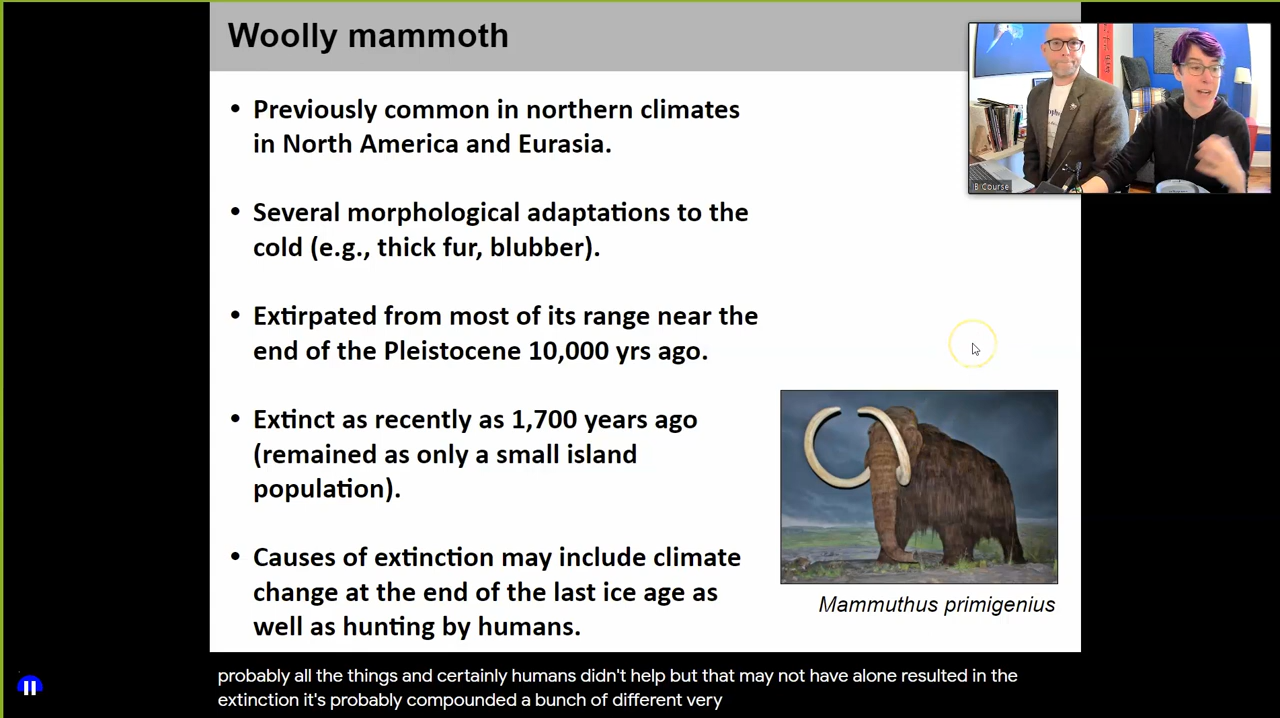 Woolly mammoth
• Previously common in northern climates
in North America and Eurasia.
• Several morphological adaptations to the
cold (e.g., thick fur, blubber).
• Extirpated from most of its range near the
end of the Pleistocene 10,000 yrs ago.
• Extinct as recently as 1,700 years ago
(remained as only a small island
population).
• Causes of extinction may include climate
change at the end of the last ice age as
well as hunting by humans.
Mammuthus primigenius
B Course
probably all the things and certainly humans didn't help but that may not have alone resulted in the
extinction it's probably compounded a bunch of different very